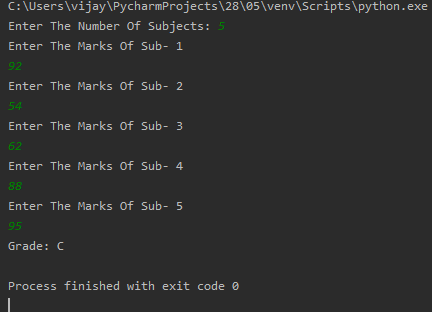 C:\Users\vijay\PycharmProjects\28\05\venv\Scripts\python.exe
Enter The Number Of Subjects: 5
Enter The Marks Of Sub- 1
92
Enter The Marks Of Sub- 2
54
Enter The Marks Of Sub- 3
62
Enter The Marks Of Sub- 4
88
Enter The Marks Of Sub- 5
95
Grade: C
Process finished with exit code 0